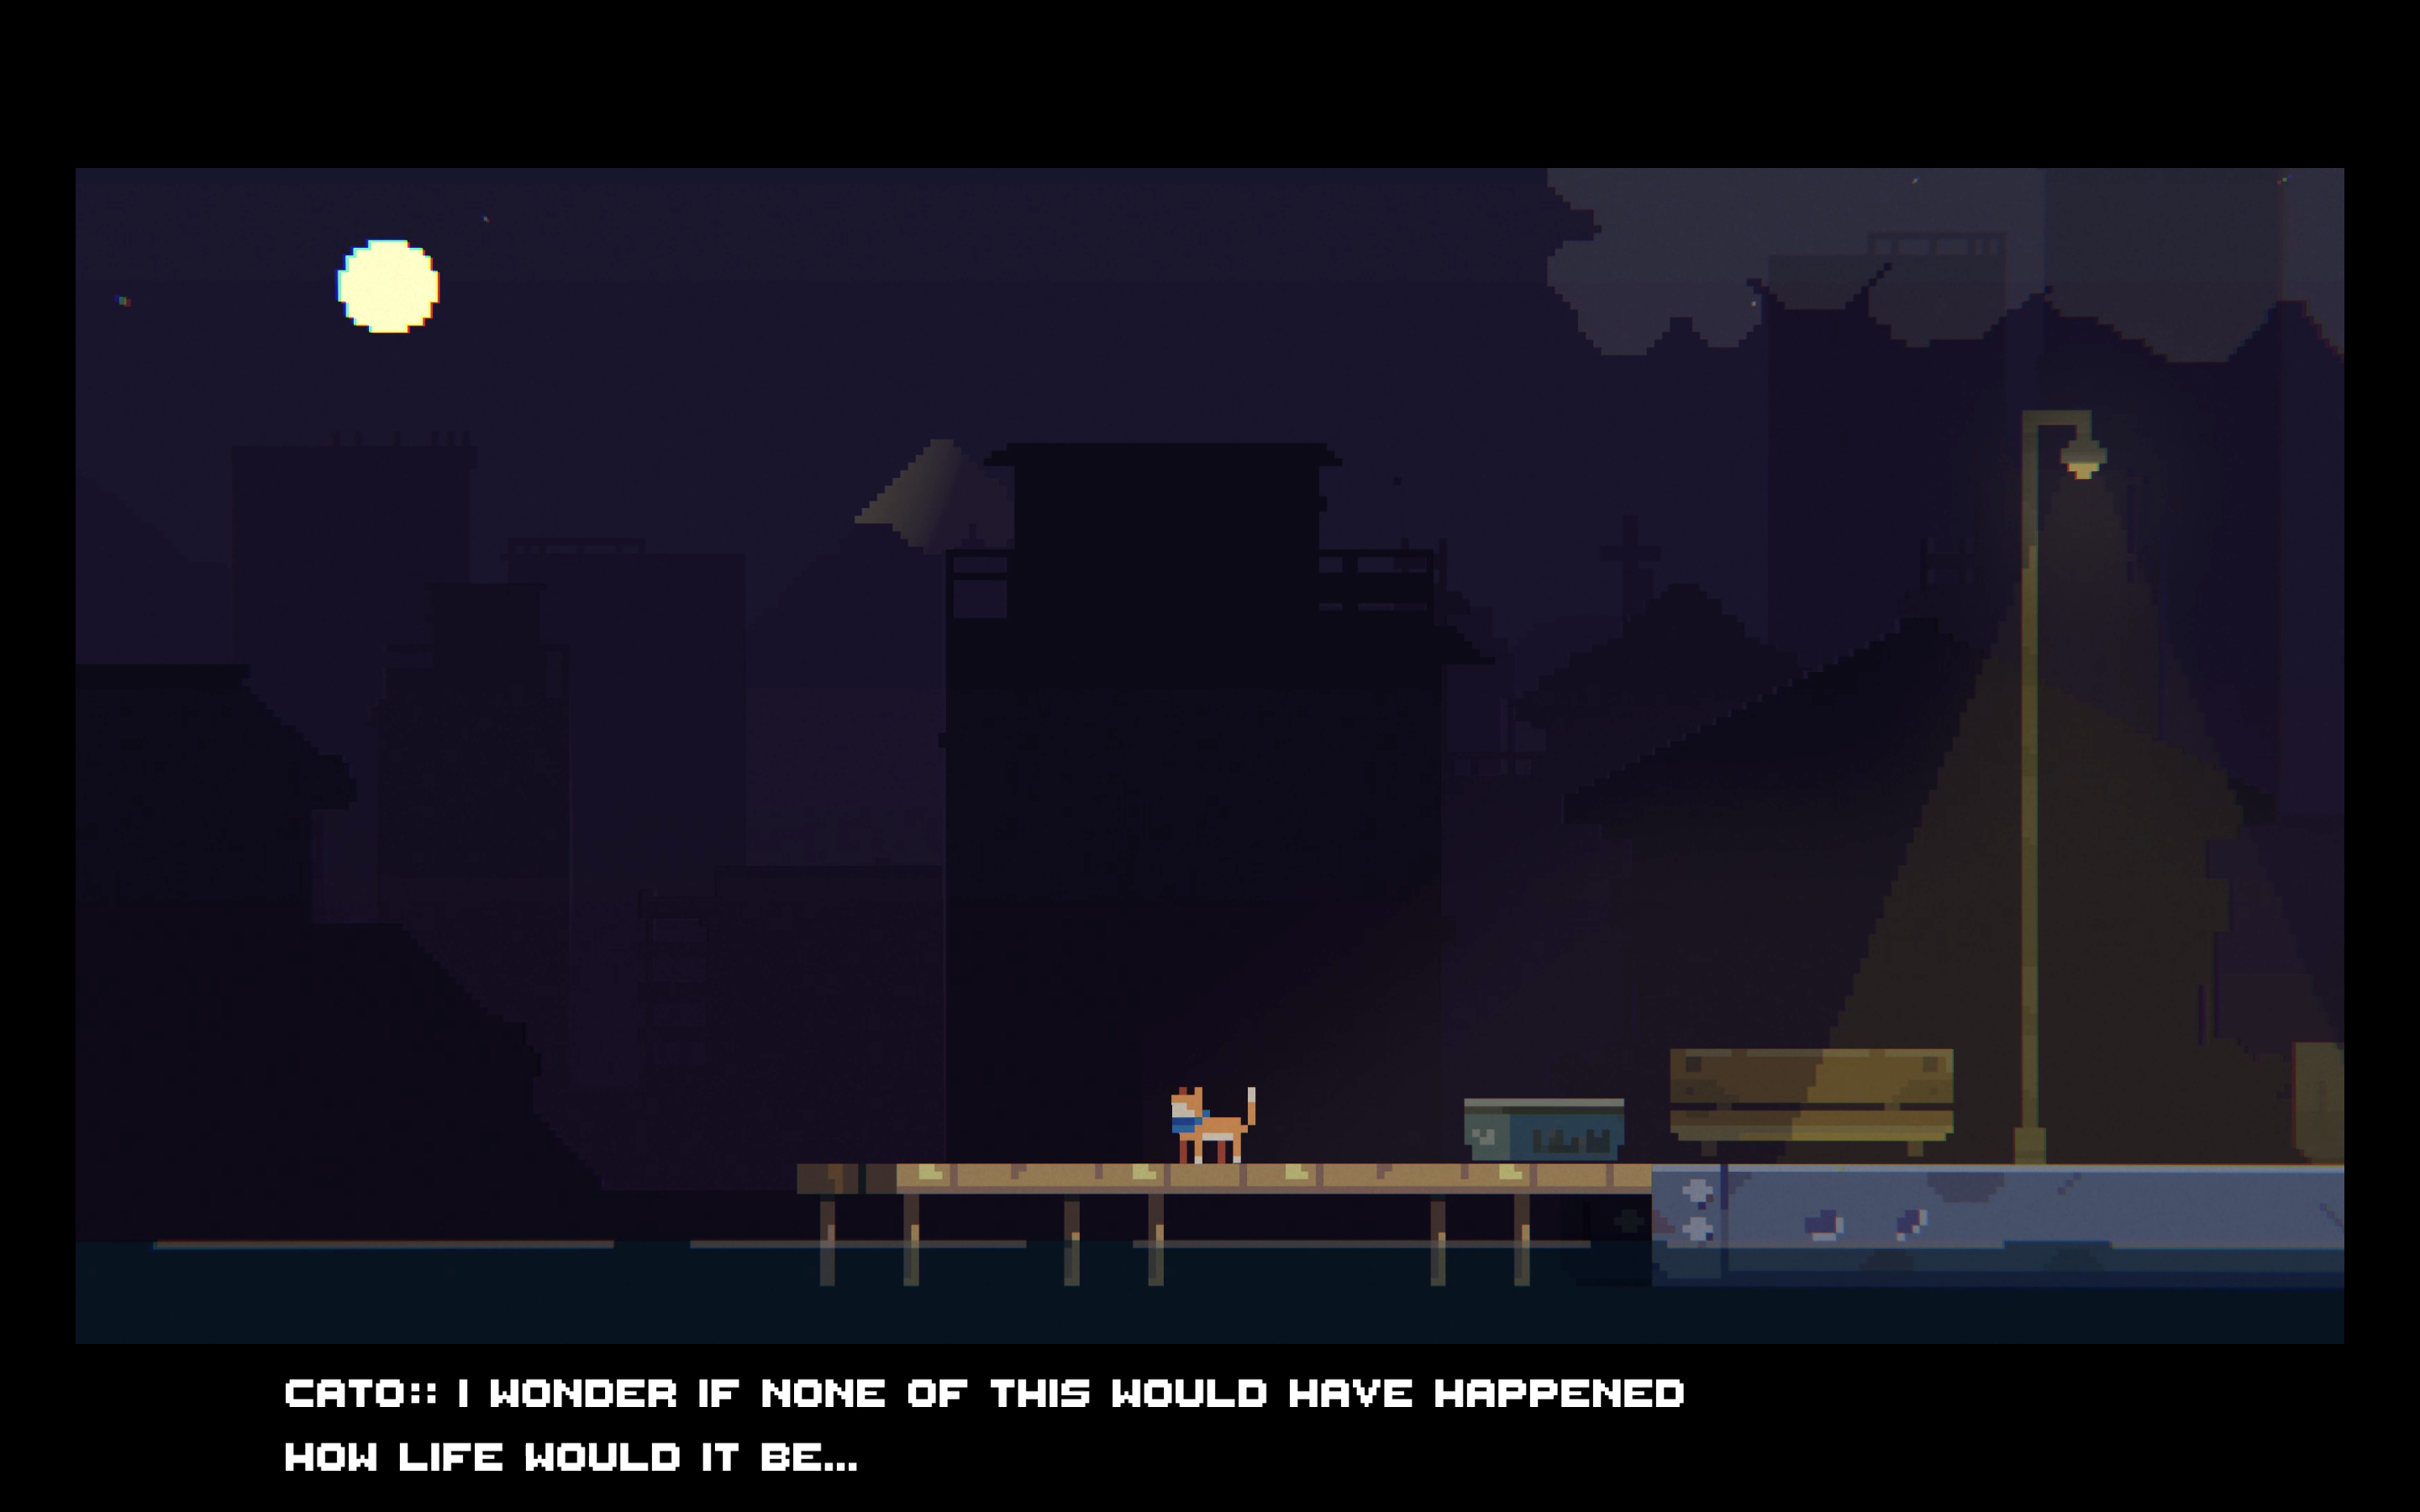 CATO:: I WONDER IF NONE OF THIS WOULD HAVE HAPPENED
HOW LIFE WOULD IT BE...